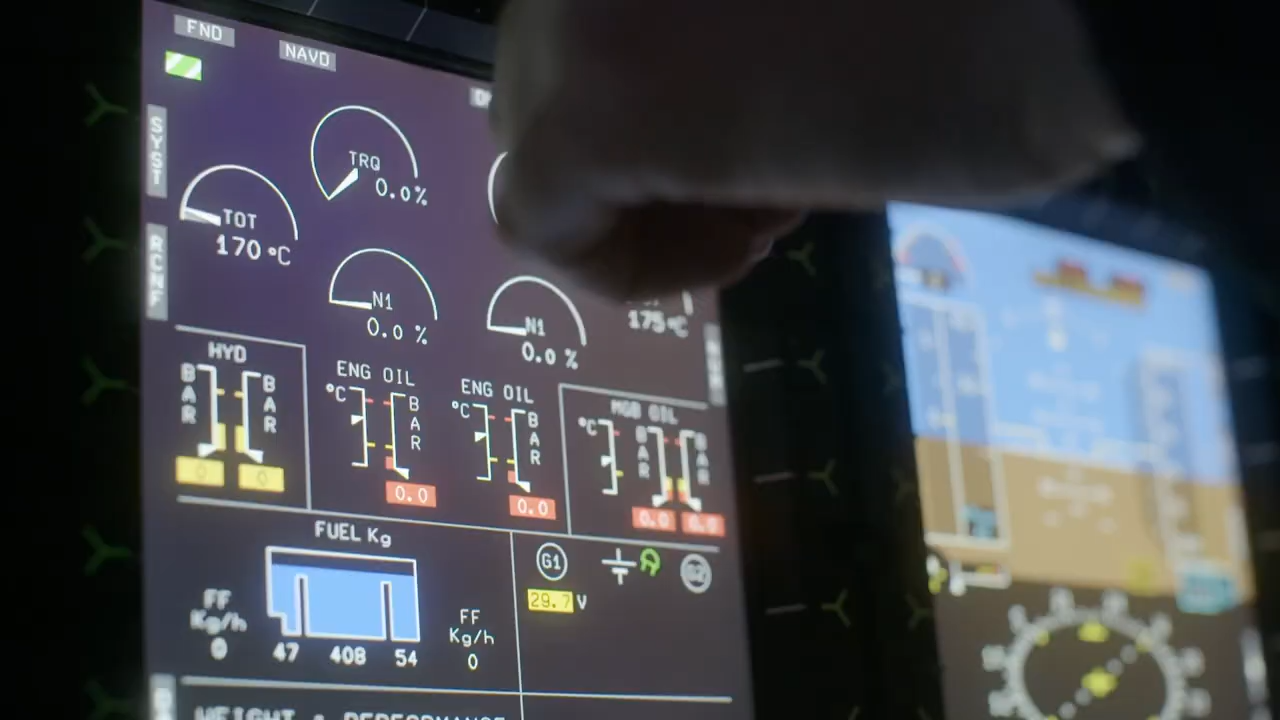 FND
NAVD
SYST
RCNF
TRQ
0.0 %
TOT
170 °C
N1
0.0 %
N1
0.0 %
175 °C
HYD
BAR
BAR
0
0
ENG OIL
°C
BAR
0.0
ENG OIL
°C
BAR
0.0
MGB OIL
°C
BAR
BAR
0.0
FUEL Kg
FF
Kg/h
0
47
408
54
FF
Kg/h
0
G1
29.7 V
WEIGHT & PERFORMANCE